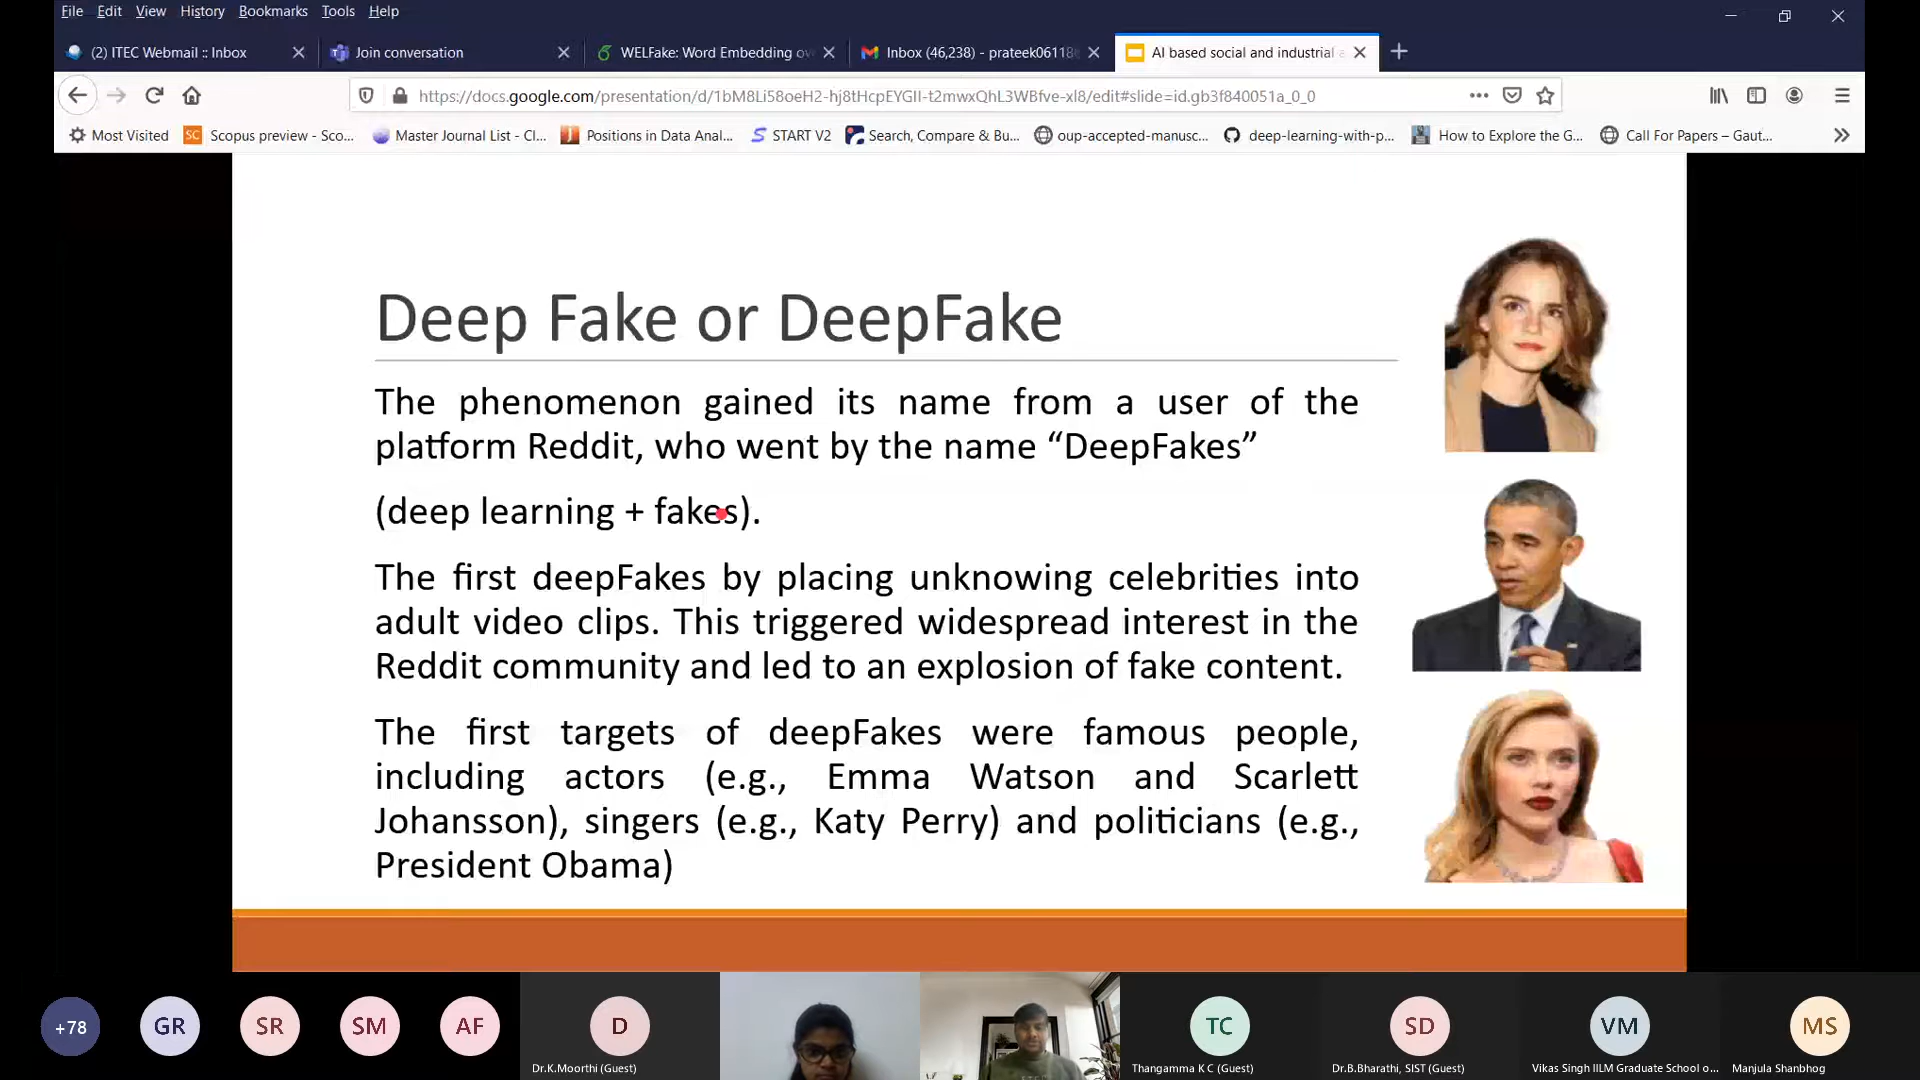 File Edit View History Bookmarks Tools Help
(2) ITEC Webmail :: Inbox Join conversation WELFake: Word Embedding ov Inbox (46,238) - prateek06118 AI based social and industrial
https://docs.google.com/presentation/d/1bM8Li58oeH2-hj8tHcpEYGII-t2mwxQhL3WBfve-xI8/edit#slide=id.gb3f840051a_0_0
Most Visited SC Scopus preview - Sco... Master Journal List - Cl... Positions in Data Anal... START V2 Search, Compare & Bu... oup-accepted-manusc... deep-learning-with-p... How to Explore the G... Call For Papers – Gaut...
Deep Fake or DeepFake
The phenomenon gained its name from a user of the
platform Reddit, who went by the name “DeepFakes”
(deep learning + fakes).
The first deepFakes by placing unknowing celebrities into
adult video clips. This triggered widespread interest in the
Reddit community and led to an explosion of fake content.
The first targets of deepFakes were famous people,
including actors (e.g., Emma Watson and Scarlett
Johansson), singers (e.g., Katy Perry) and politicians (e.g.,
President Obama)
+78 GR SR SM AF D TC SD VM MS
Dr.K.Moorthi (Guest) Thangamma K C (Guest) Dr.B.Bharathi, SIST (Guest) Vikas Singh IILM Graduate School o... Manjula Shanbhog